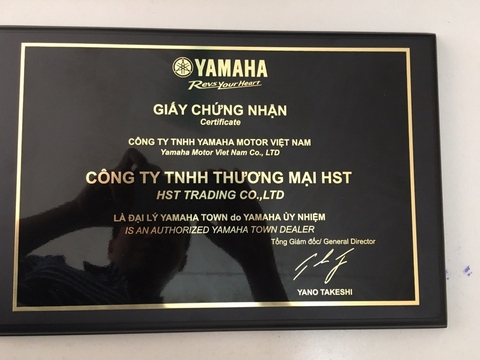 YAMAHA
Revs Your Heart
GIẤY CHỨNG NHẬN
Certificate
CÔNG TY TNHH YAMAHA MOTOR VIỆT NAM
Yamaha Motor Viet Nam Co., LTD
CÔNG TY TNHH THƯƠNG MẠI HST
HST TRADING CO.,LTD
LÀ ĐẠI LÝ YAMAHA TOWN do YAMAHA ỦY NHIỆM
IS AN AUTHORIZED YAMAHA TOWN DEALER
Tổng Giám đốc/ General Director
YANO TAKESHI